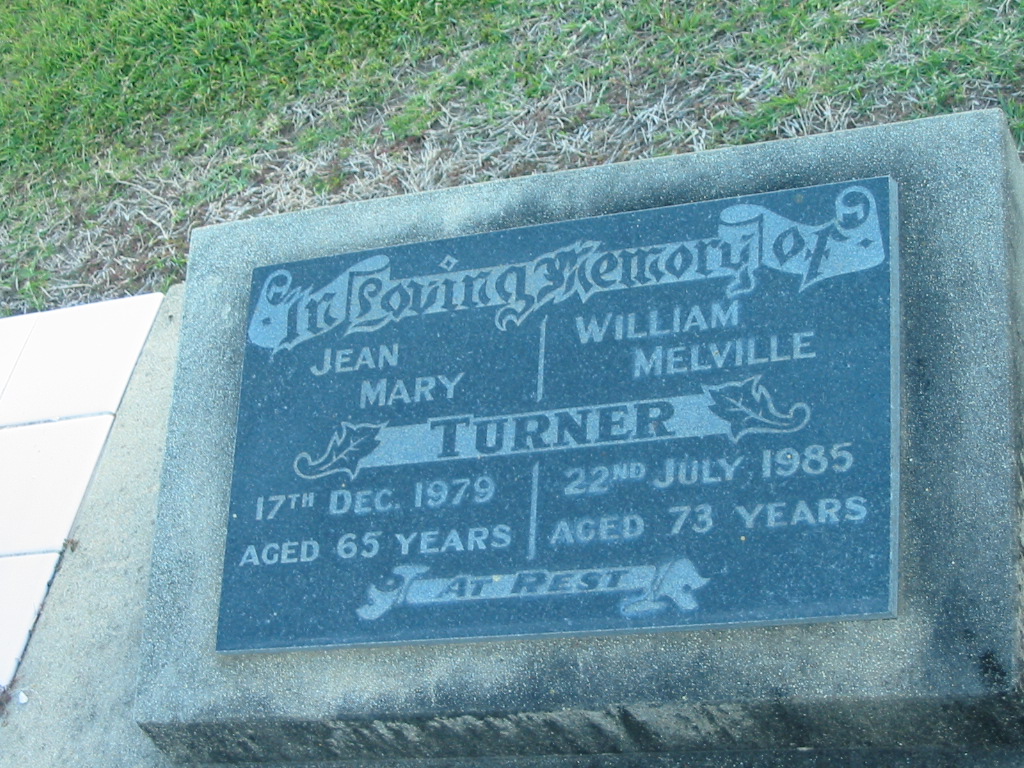 In Loving Memory of
JEAN MARY
WILLIAM MELVILLE
TURNER
17TH DEC. 1979
AGED 65 YEARS
22ND JULY 1985
AGED 73 YEARS
AT REST